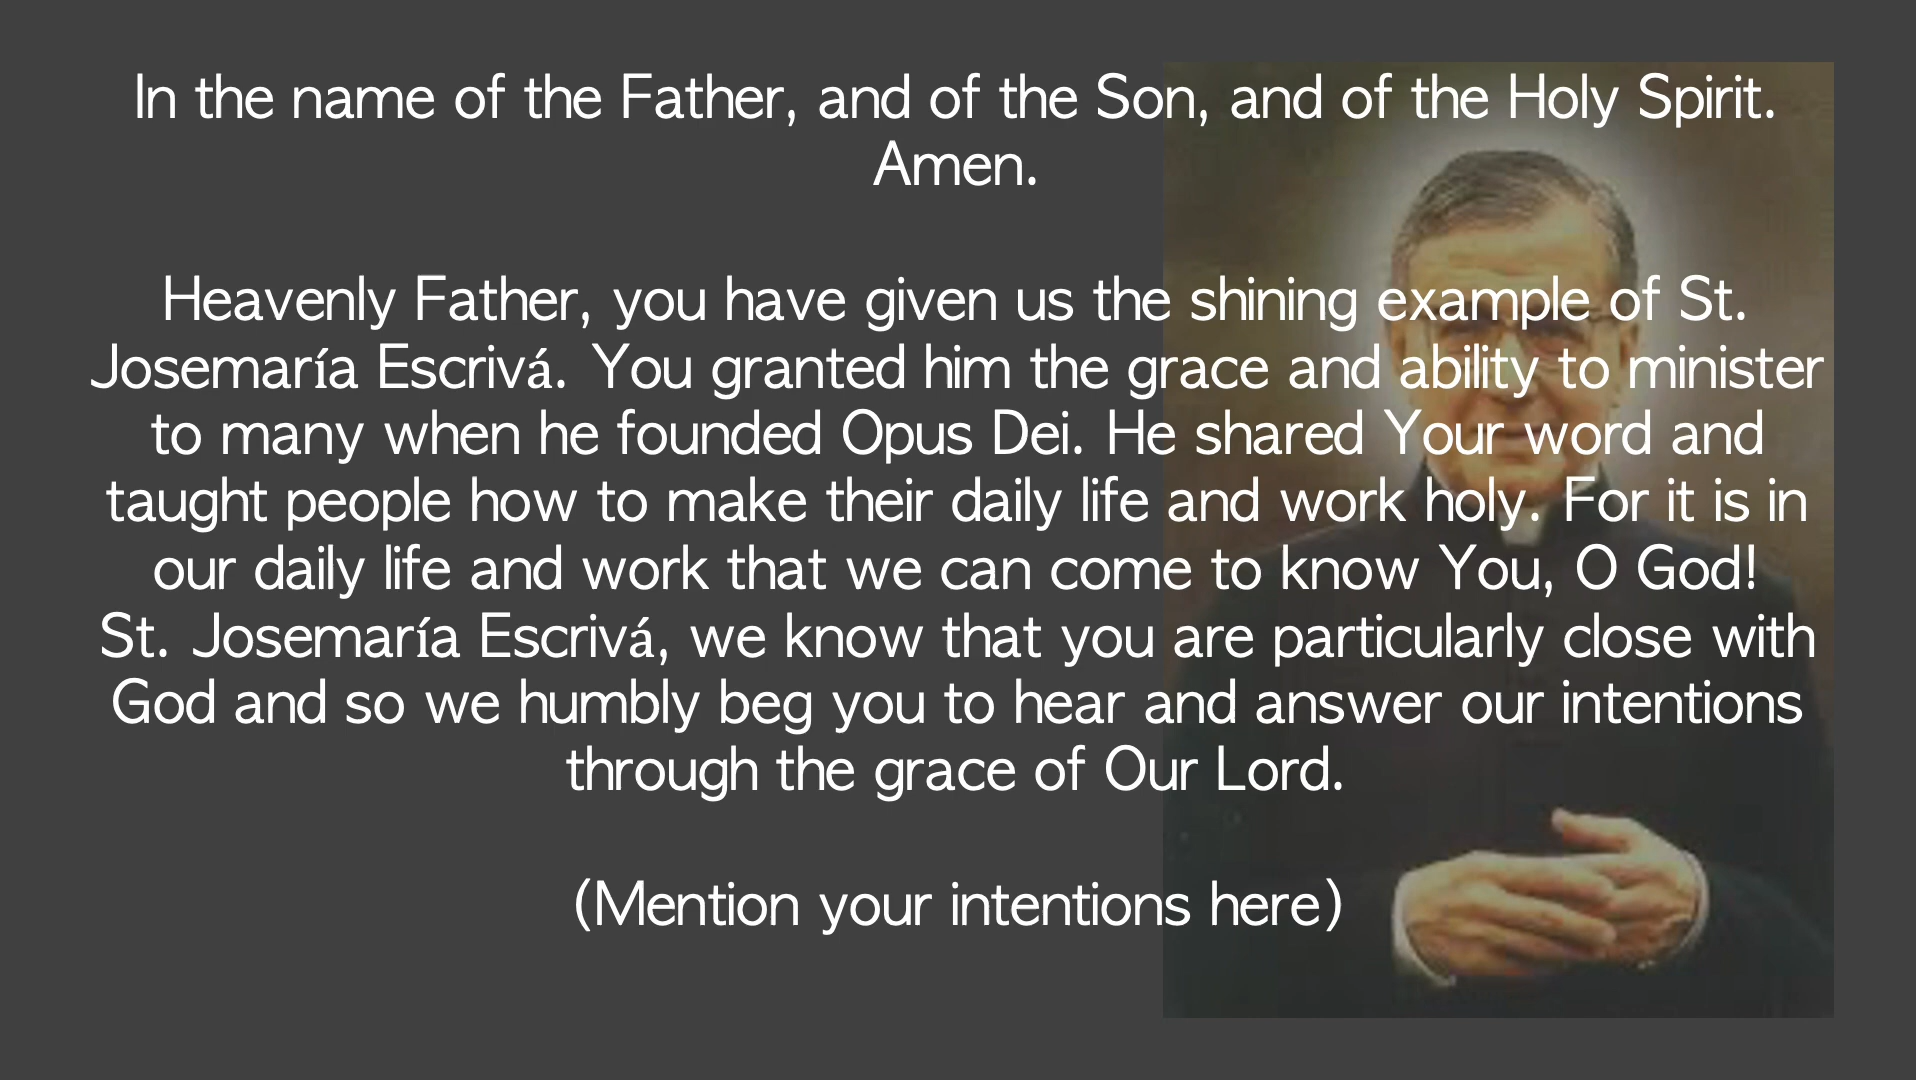 In the name of the Father, and of the Son, and of the Holy Spirit.
Amen.
Heavenly Father, you have given us the shining example of St.
Josemaría Escrivá. You granted him the grace and ability to minister
to many when he founded Opus Dei. He shared Your word and
taught people how to make their daily life and work holy. For it is in
our daily life and work that we can come to know You, O God!
St. Josemaría Escrivá, we know that you are particularly close with
God and so we humbly beg you to hear and answer our intentions
through the grace of Our Lord.
(Mention your intentions here)